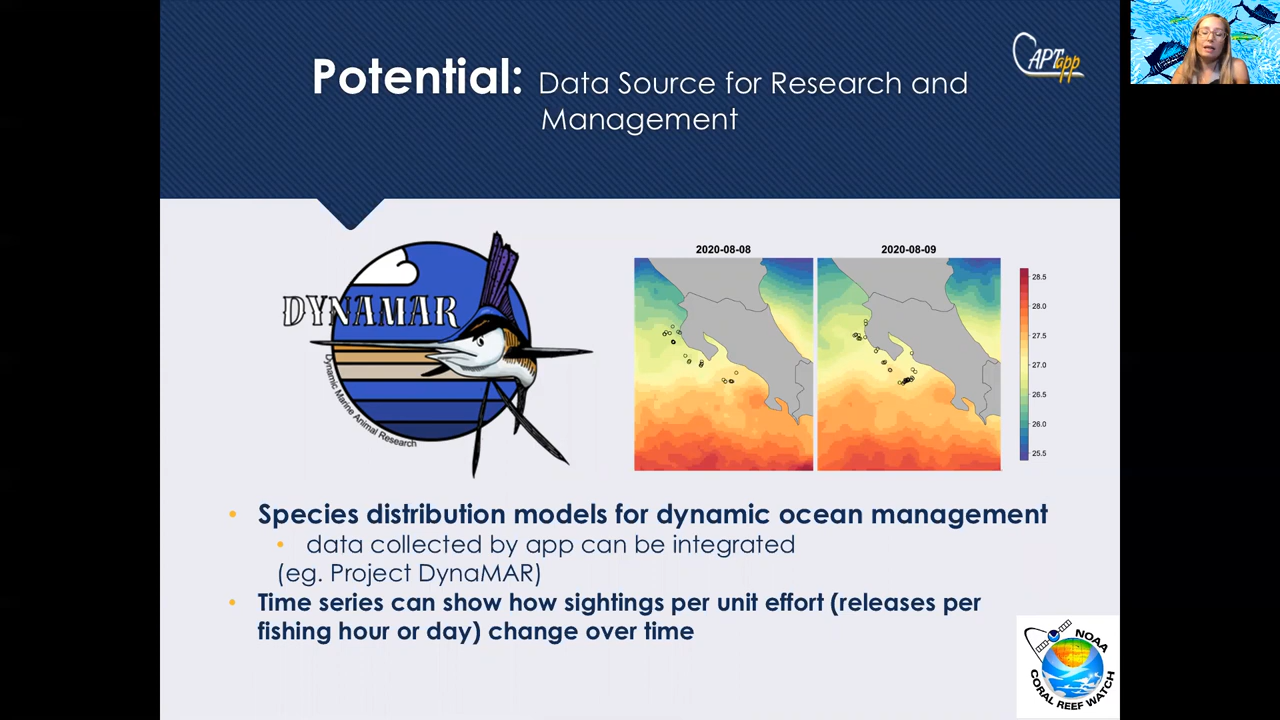 Potential: Data Source for Research and
Management
CAPTapp
DYNAMAR
Dynamic Marine Animal Research
2020-08-08
2020-08-09
28.5
28.0
27.5
27.0
26.5
26.0
25.5
• Species distribution models for dynamic ocean management
• data collected by app can be integrated
(eg. Project DynaMAR)
• Time series can show how sightings per unit effort (releases per
fishing hour or day) change over time
NOAA
CORAL REEF WATCH